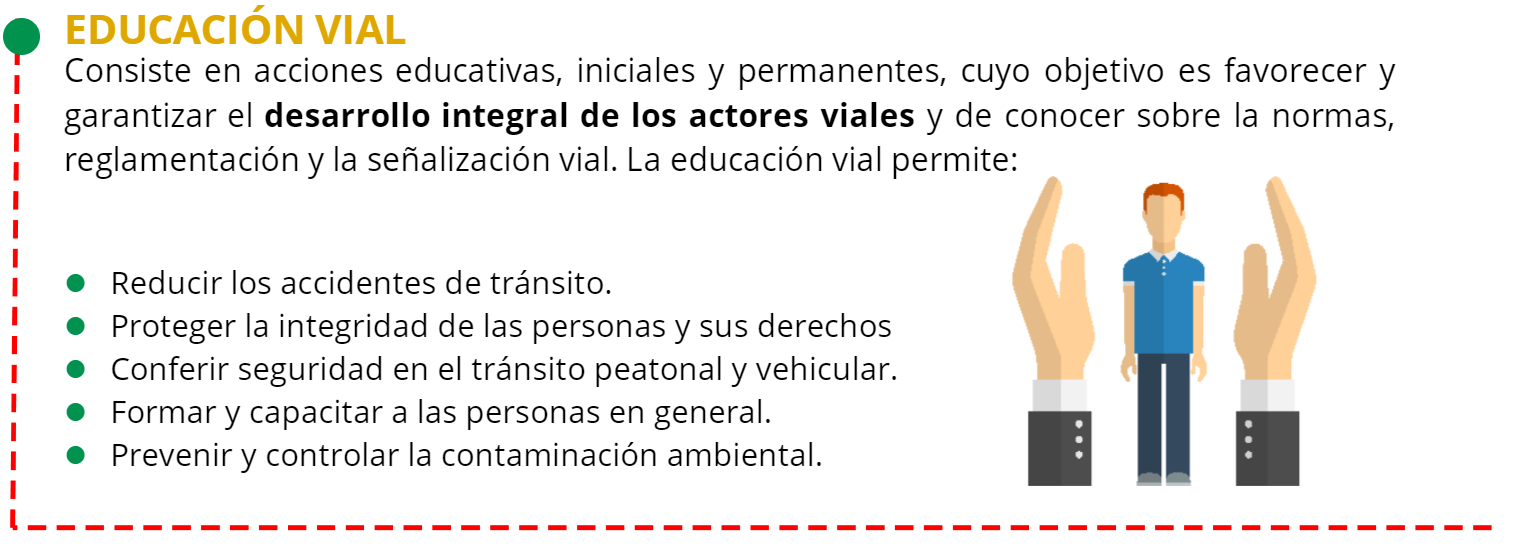 EDUCACIÓN VIAL
Consiste en acciones educativas, iniciales y permanentes, cuyo objetivo es favorecer y
garantizar el desarrollo integral de los actores viales y de conocer sobre la normas,
reglamentación y la señalización vial. La educación vial permite:
Reducir los accidentes de tránsito.
Proteger la integridad de las personas y sus derechos
Conferir seguridad en el tránsito peatonal y vehicular.
Formar y capacitar a las personas en general.
Prevenir y controlar la contaminación ambiental.